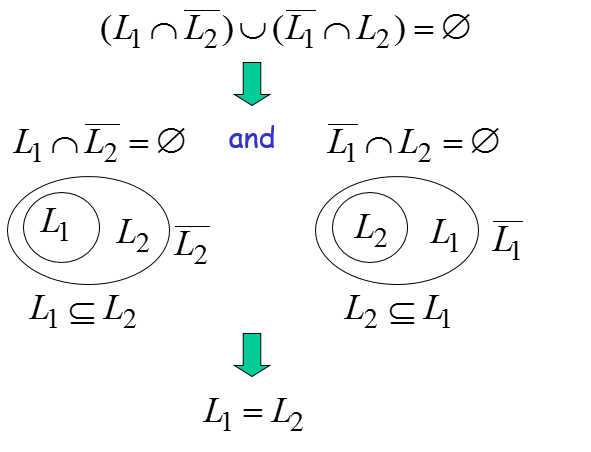 (L₁ ∩ L̅₂) ∪ (L̅₁ ∩ L₂) = ∅
L₁ ∩ L̅₂ = ∅ and L̅₁ ∩ L₂ = ∅
L₁ L₂ L̅₂ L₂ L₁ L̅₁
L₁ ⊆ L₂ L₂ ⊆ L₁
L₁ = L₂